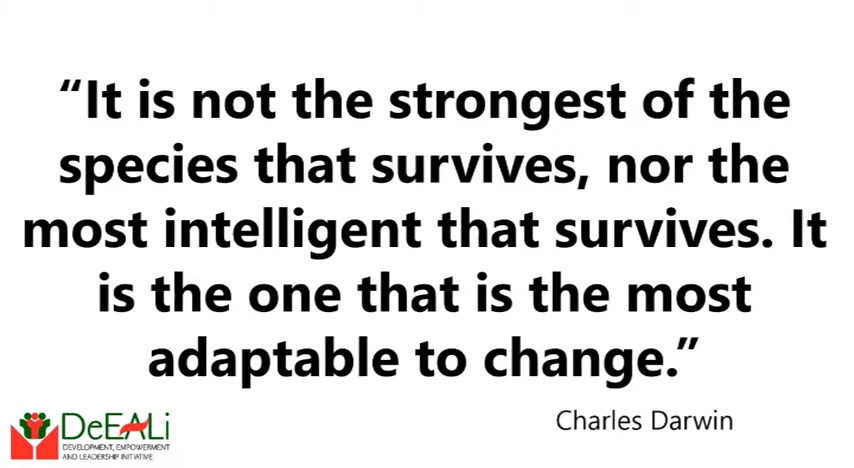 “It is not the strongest of the
species that survives, nor the
most intelligent that survives. It
is the one that is the most
adaptable to change.”
Charles Darwin
DeEALi
DEVELOPMENT, EMPOWERMENT
AND LEADERSHIP INITIATIVE